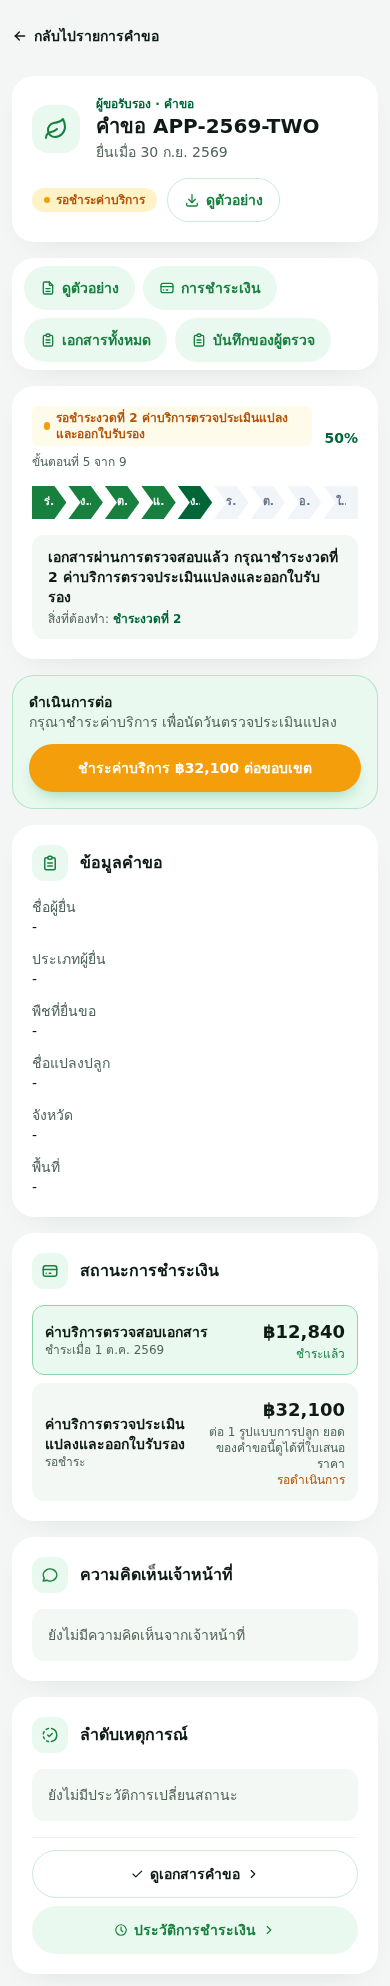 กลับไปรายการคำขอ
ผู้ขอรับรอง · คำขอ
คำขอ APP-2569-TWO
ยื่นเมื่อ 30 ก.ย. 2569
รอชำระค่าบริการ
ดูตัวอย่าง
ดูตัวอย่าง
การชำระเงิน
เอกสารทั้งหมด
บันทึกของผู้ตรวจ
รอชำระงวดที่ 2 ค่าบริการตรวจประเมินแปลง
และออกใบรับรอง
50%
ขั้นตอนที่ 5 จาก 9
ร่. ง.. ต. แ. ง.. ร. ต. อ. ใ..
เอกสารผ่านการตรวจสอบแล้ว กรุณาชำระงวดที่
2 ค่าบริการตรวจประเมินแปลงและออกใบรับ
รอง
สิ่งที่ต้องทำ: ชำระงวดที่ 2
ดำเนินการต่อ
กรุณาชำระค่าบริการ เพื่อนัดวันตรวจประเมินแปลง
ชำระค่าบริการ ฿32,100 ต่อขอบเขต
ข้อมูลคำขอ
ชื่อผู้ยื่น
-
ประเภทผู้ยื่น
-
พืชที่ยื่นขอ
-
ชื่อแปลงปลูก
-
จังหวัด
-
พื้นที่
-
สถานะการชำระเงิน
ค่าบริการตรวจสอบเอกสาร
ชำระเมื่อ 1 ต.ค. 2569
฿12,840
ชำระแล้ว
ค่าบริการตรวจประเมิน
แปลงและออกใบรับรอง
รอชำระ
฿32,100
ต่อ 1 รูปแบบการปลูก ยอด
ของคำขอนี้ดูได้ที่ใบเสนอ
ราคา
รอดำเนินการ
ความคิดเห็นเจ้าหน้าที่
ยังไม่มีความคิดเห็นจากเจ้าหน้าที่
ลำดับเหตุการณ์
ยังไม่มีประวัติการเปลี่ยนสถานะ
ดูเอกสารคำขอ
ประวัติการชำระเงิน